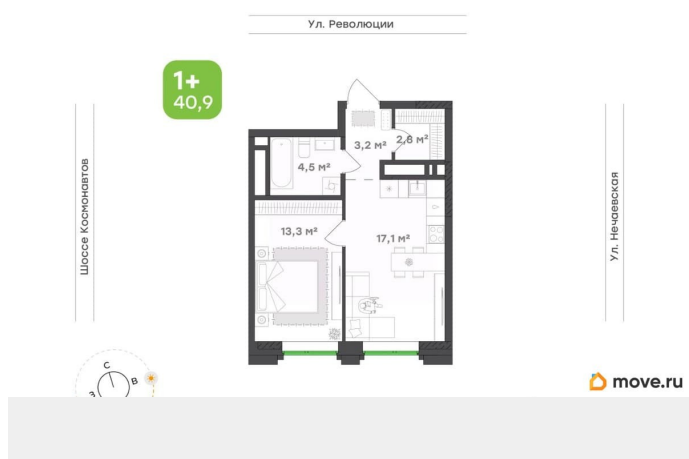 Ул. Революции
1+
40,9
3,2 м²
2,8 м²
4,5 м²
Шоссе Космонавтов
Ул. Нечаевская
13,3 м²
17,1 м²
С
В
З
move.ru